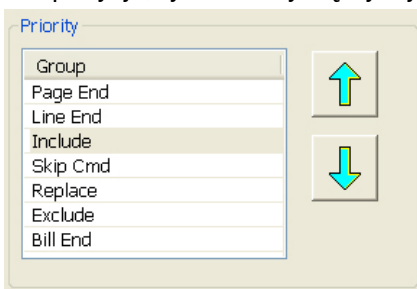 Priority
Group
Page End
Line End
Include
Skip Cmd
Replace
Exclude
Bill End